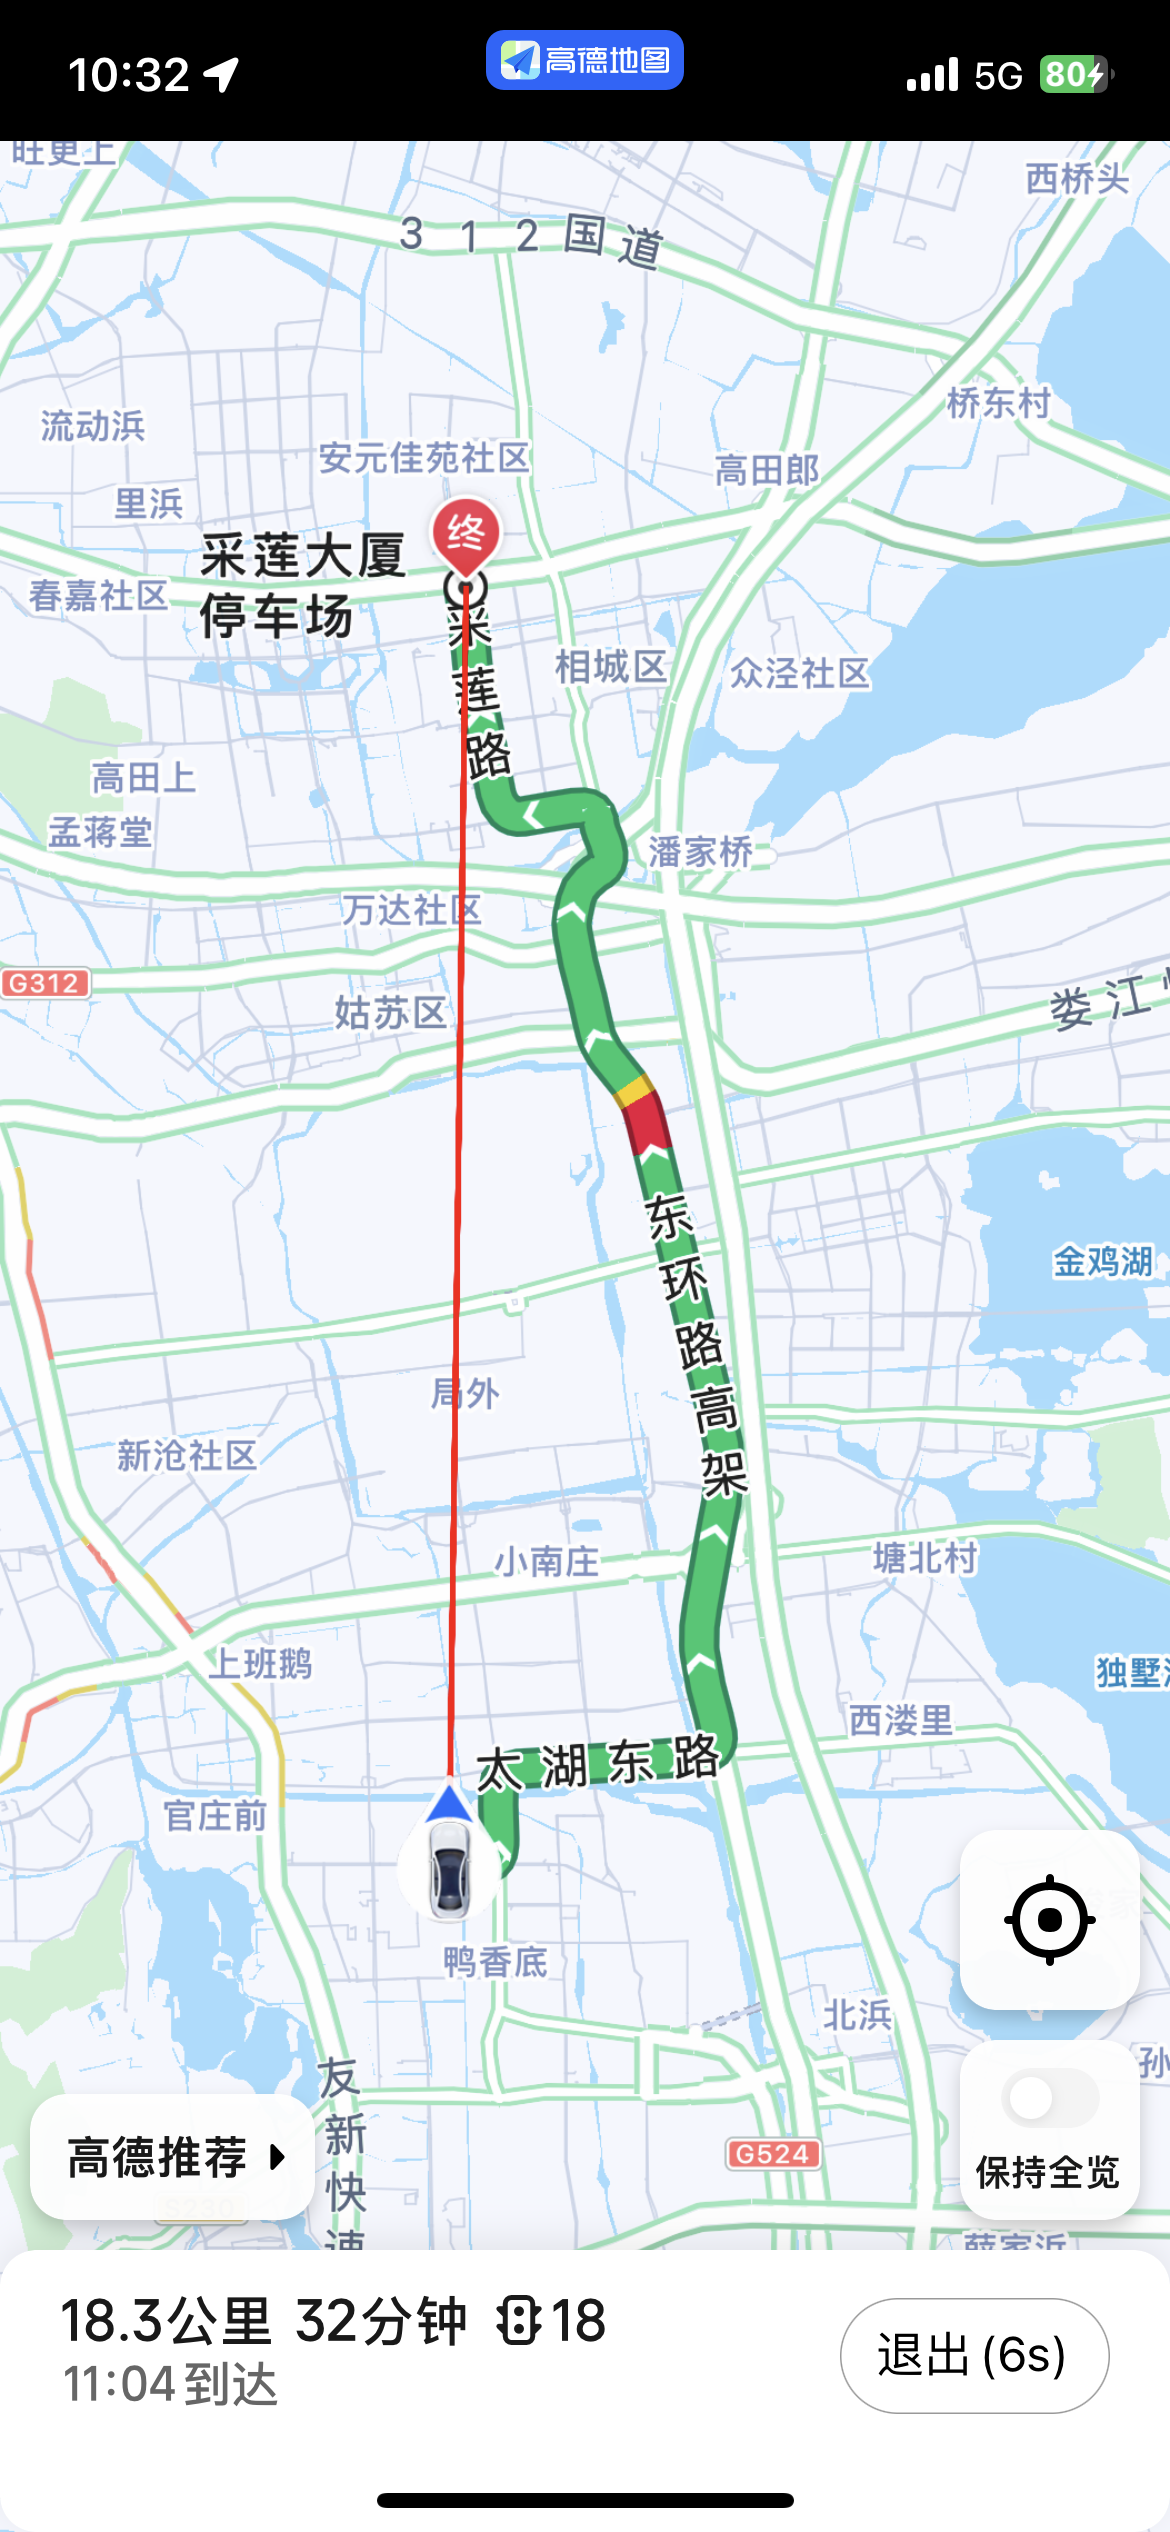 10:32
高德地图
5G
80
旺更上
西桥头
312国道
桥东村
流动浜
安元佳苑社区
高田郎
里浜
终
采莲大厦
停车场
春嘉社区
采莲路
相城区
众泾社区
高田上
孟蒋堂
潘家桥
万达社区
G312
姑苏区
娄江
东环路高架
金鸡湖
局外
新沧社区
小南庄
塘北村
上班鹅
独墅
西溇里
太湖东路
官庄前
鸭香底
北浜
孙
友新快速
G524
高德推荐
S230
保持全览
薛家浜
18.3公里 32分钟 18
11:04到达
退出 (6s)